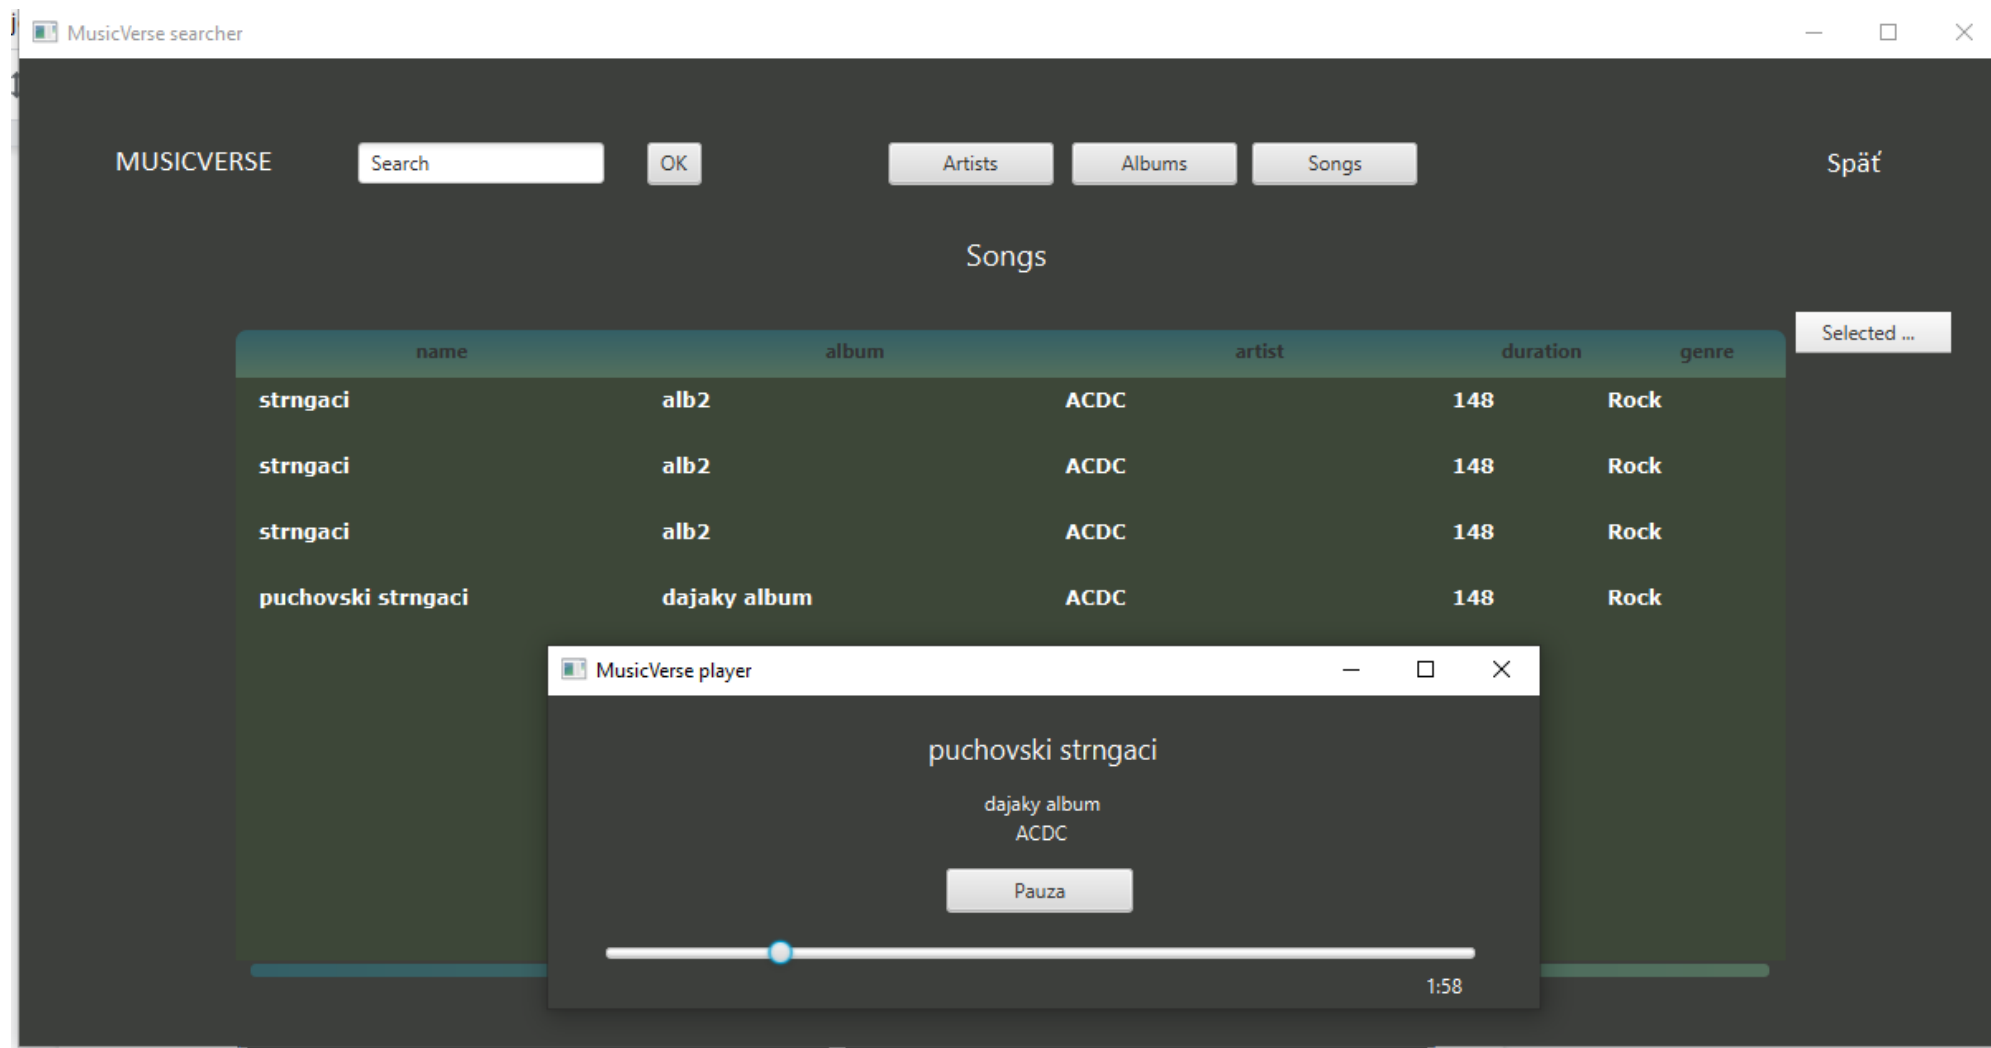 MusicVerse searcher
MUSICVERSE Search OK Artists Albums Songs Späť
Songs
Selected ...
name album artist duration genre
strngaci alb2 ACDC 148 Rock
strngaci alb2 ACDC 148 Rock
strngaci alb2 ACDC 148 Rock
puchovski strngaci dajaky album ACDC 148 Rock
MusicVerse player
puchovski strngaci
dajaky album
ACDC
Pauza
1:58